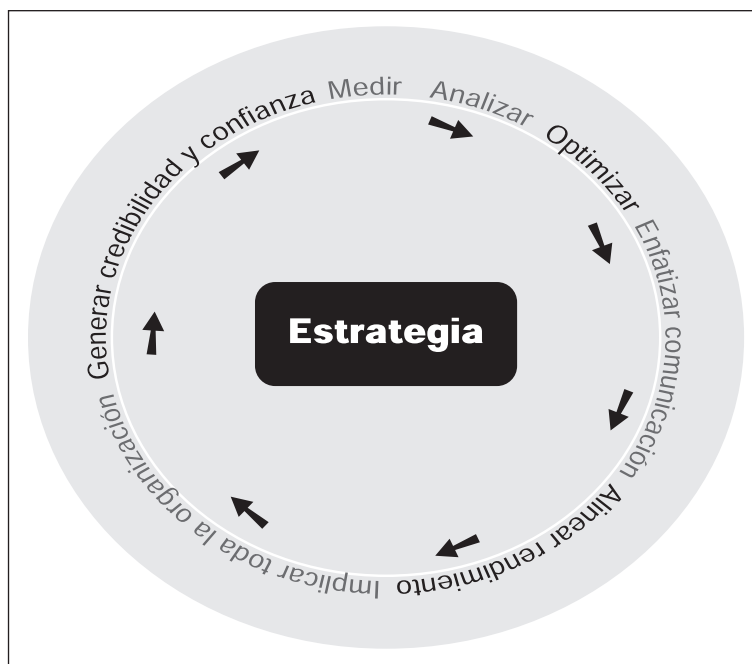 Medir
Analizar
Optimizar
Enfatizar comunicación
Alinear rendimiento
Implicar toda la organización
Generar credibilidad y confianza
Estrategia